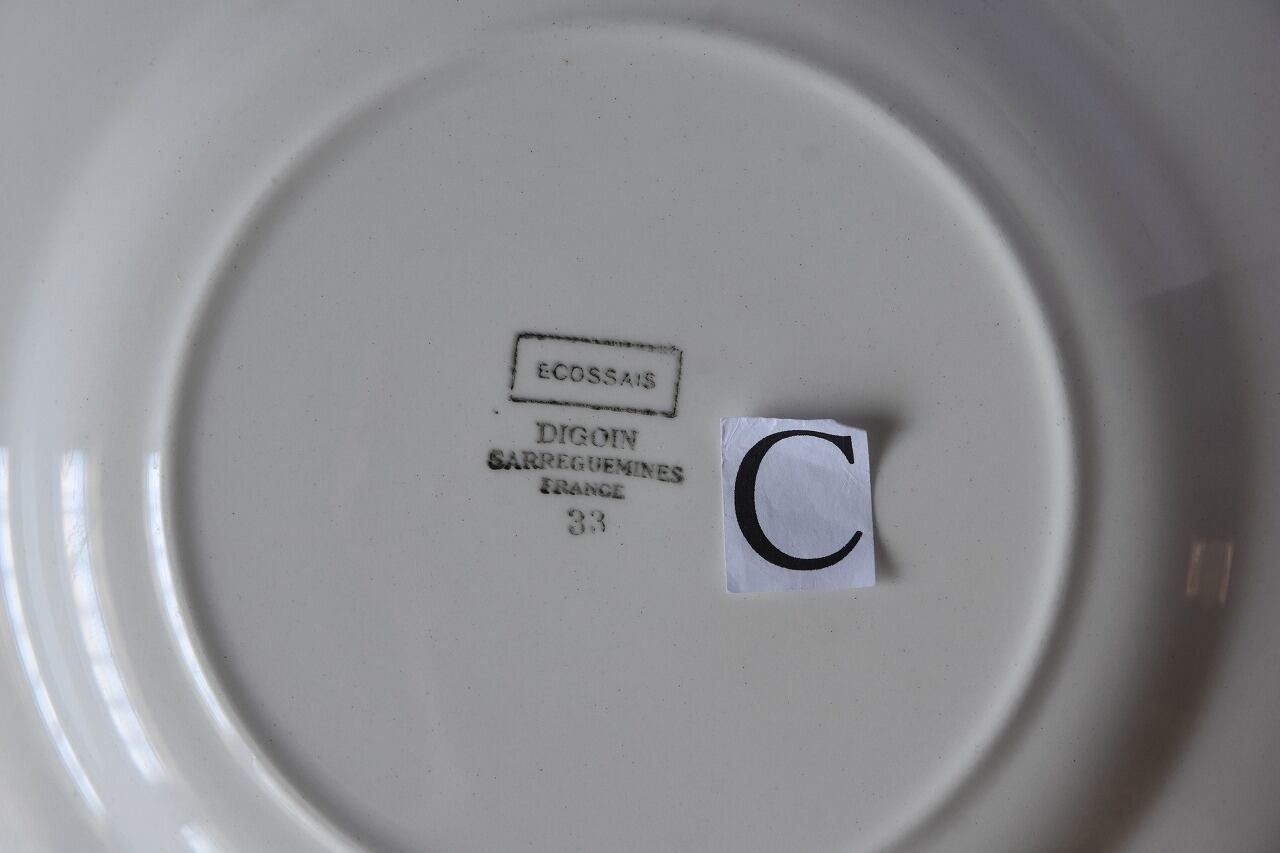 ECOSSAIS
DIGOIN
SARREGUEMINES
FRANCE
33
C